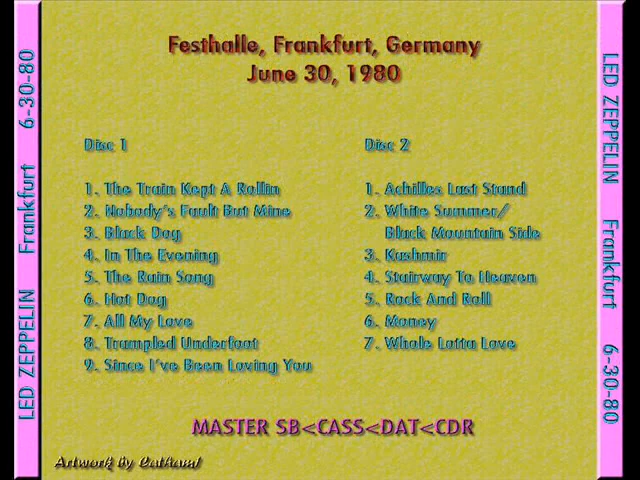 Festhalle, Frankfurt, Germany
June 30, 1980
Disc 1
1. The Train Kept A Rollin
2. Nobody's Fault But Mine
3. Black Dog
4. In The Evening
5. The Rain Song
6. Hot Dog
7. All My Love
8. Trampled Underfoot
9. Since I've Been Loving You
Disc 2
1. Achilles Last Stand
2. White Summer/
Black Mountain Side
3. Kashmir
4. Stairway To Heaven
5. Rock And Roll
6. Money
7. Whole Lotta Love
MASTER SB<CASS<DAT<CDR
Artwork by
LED ZEPPELIN Frankfurt 6-30-80
LED ZEPPELIN Frankfurt 6-30-80